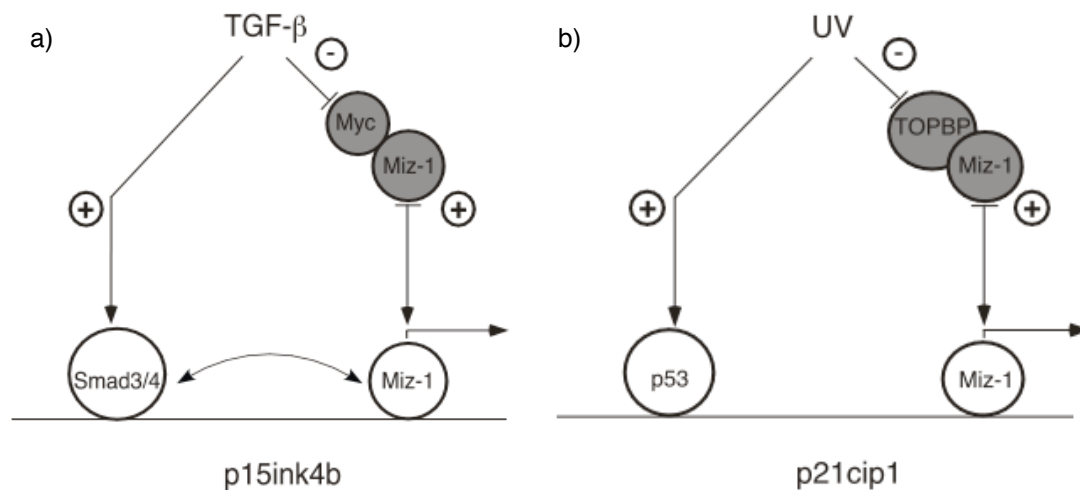 a)
TGF-β
-
Myc
Miz-1
+
+
Smad3/4
Miz-1
p15ink4b
b)
UV
-
TOPBP
Miz-1
+
+
p53
Miz-1
p21cip1